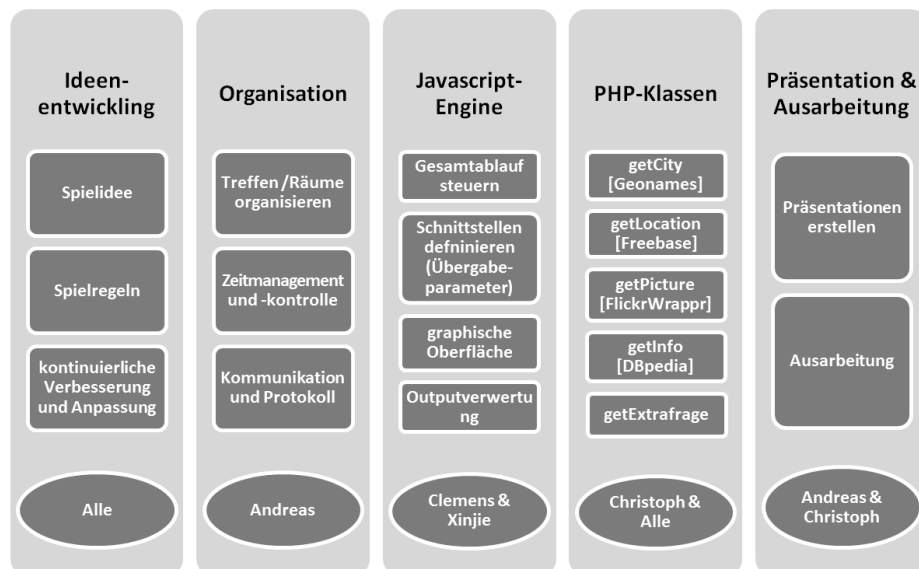 Ideen-
entwickling
Spielidee
Spielregeln
kontinuierliche
Verbesserung
und Anpassung
Alle
Organisation
Treffen /Räume
organisieren
Zeitmanagement
und -kontrolle
Kommunikation
und Protokoll
Andreas
Javascript-
Engine
Gesamtablauf
steuern
Schnittstellen
defninieren
(Übergabe-
parameter)
graphische
Oberfläche
Outputverwertu
ng
Clemens &
Xinjie
PHP-Klassen
getCity
[Geonames]
getLocation
[Freebase]
getPicture
[FlickrWrappr]
getInfo
[DBpedia]
getExtrafrage
Christoph &
Alle
Präsentation &
Ausarbeitung
Präsentationen
erstellen
Ausarbeitung
Andreas &
Christoph